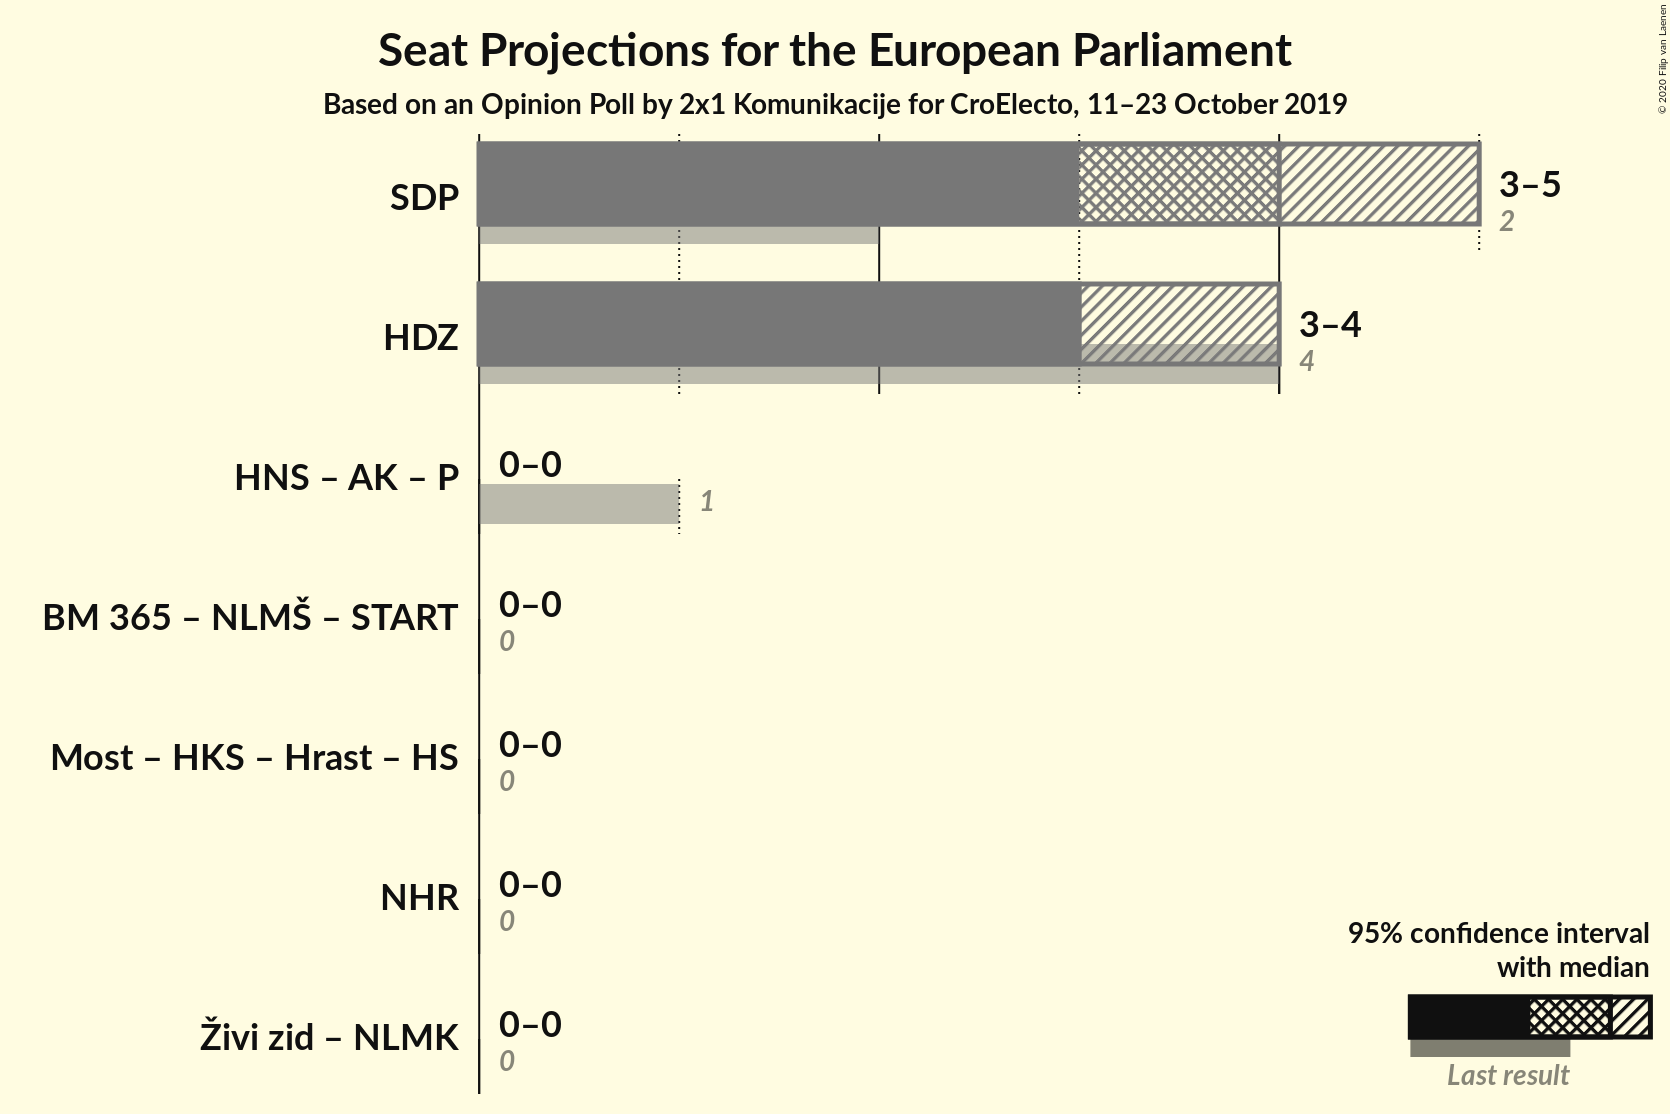 Seat Projections for the European Parliament
Based on an Opinion Poll by 2x1 Komunikacije for CroElecto, 11–23 October 2019
© 2020 Filip van Laenen
SDP
3–5
2
HDZ
3–4
4
HNS – AK – P
0–0
1
BM 365 – NLMŠ – START
0–0
0
Most – HKS – Hrast – HS
0–0
0
NHR
0–0
0
Živi zid – NLMK
0–0
0
95% confidence interval
with median
Last result